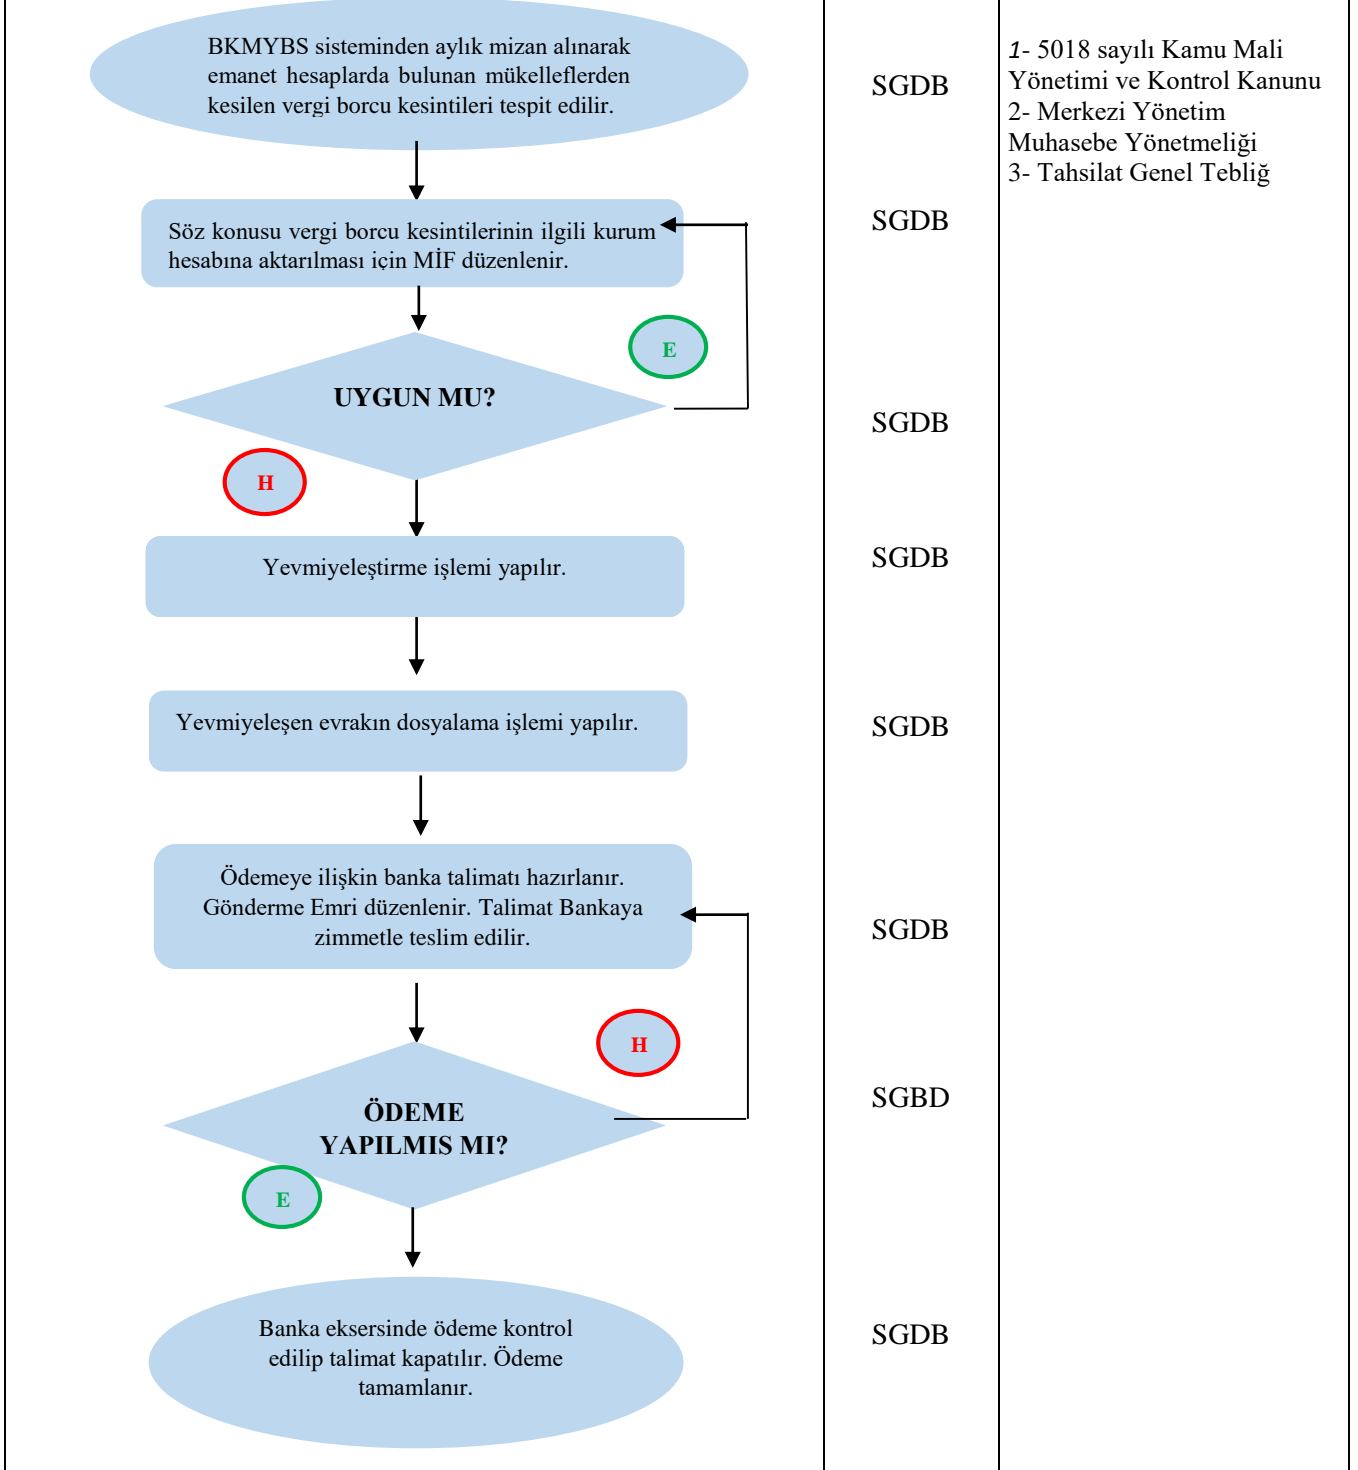 BKMYBS sisteminden aylık mizan alınarak
emanet hesaplarda bulunan mükelleflerden
kesilen vergi borcu kesintileri tespit edilir.
SGDB
1- 5018 sayılı Kamu Mali
Yönetimi ve Kontrol Kanunu
2- Merkezi Yönetim
Muhasebe Yönetmeliği
3- Tahsilat Genel Tebliğ
Söz konusu vergi borcu kesintilerinin ilgili kurum
hesabına aktarılması için MİF düzenlenir.
SGDB
E
UYGUN MU?
SGDB
H
Yevmiyeleştirme işlemi yapılır.
SGDB
Yevmiyeleşen evrakın dosyalama işlemi yapılır.
SGDB
Ödemeye ilişkin banka talimatı hazırlanır.
Gönderme Emri düzenlenir. Talimat Bankaya
zimmetle teslim edilir.
SGDB
H
ÖDEME
YAPILMIS MI?
SGBD
E
Banka eksersinde ödeme kontrol
edilip talimat kapatılır. Ödeme
tamamlanır.
SGDB